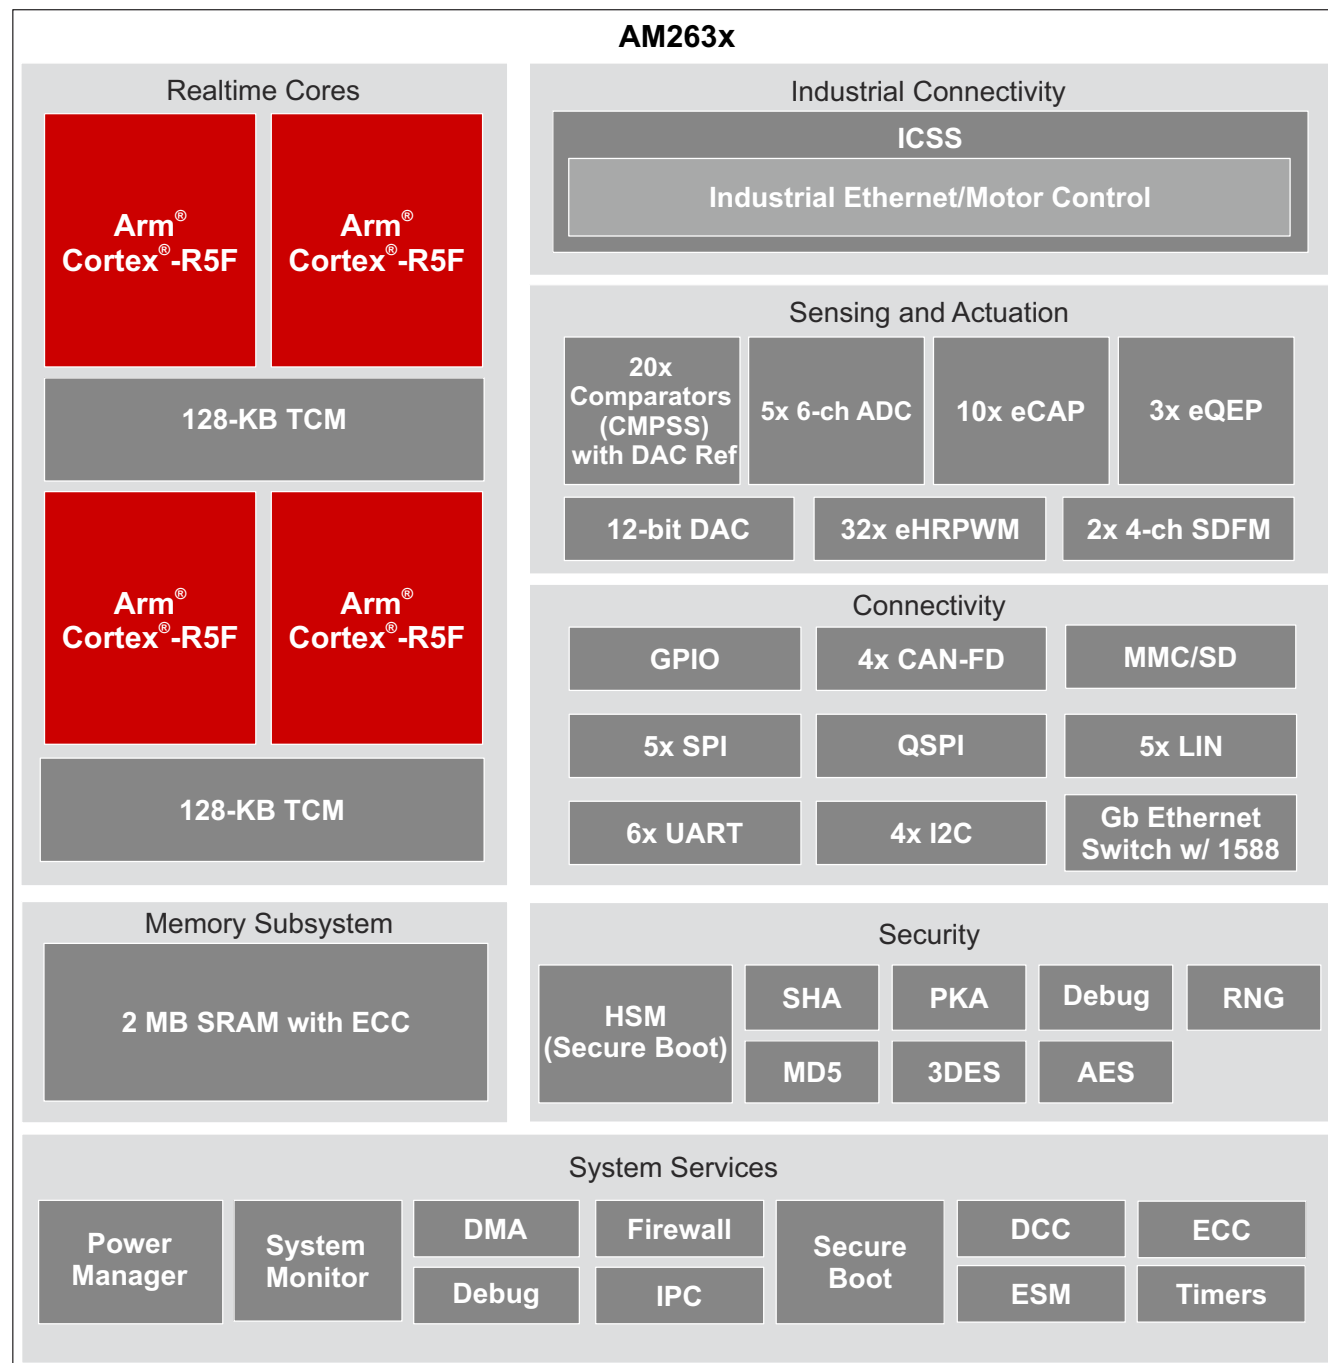 AM263x
Realtime Cores
Arm®
Cortex®-R5F
Arm®
Cortex®-R5F
128-KB TCM
Arm®
Cortex®-R5F
Arm®
Cortex®-R5F
128-KB TCM
Memory Subsystem
2 MB SRAM with ECC
Industrial Connectivity
ICSS
Industrial Ethernet/Motor Control
Sensing and Actuation
20x
Comparators
(CMPSS)
with DAC Ref
5x 6-ch ADC
10x eCAP
3x eQEP
12-bit DAC
32x eHRPWM
2x 4-ch SDFM
Connectivity
GPIO
4x CAN-FD
MMC/SD
5x SPI
QSPI
5x LIN
6x UART
4x I2C
Gb Ethernet
Switch w/ 1588
Security
HSM
(Secure Boot)
SHA
PKA
Debug
RNG
MD5
3DES
AES
System Services
Power
Manager
System
Monitor
DMA
Debug
Firewall
IPC
Secure
Boot
DCC
ESM
ECC
Timers